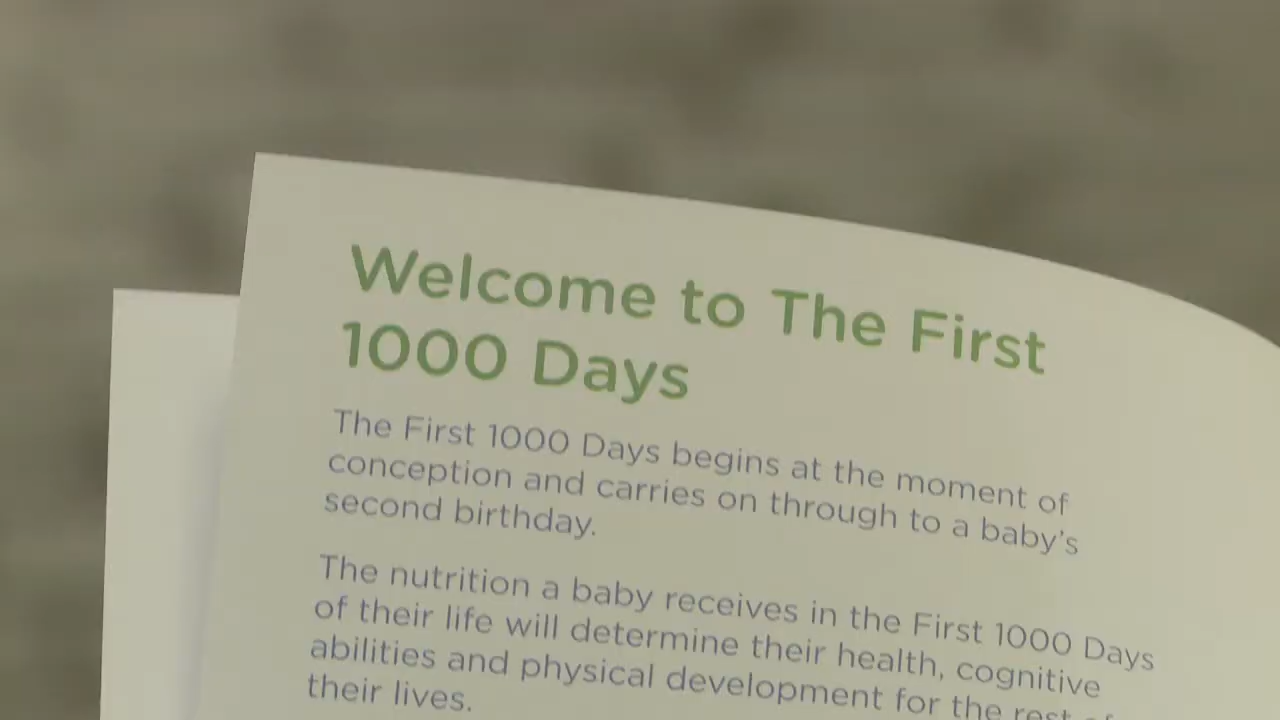 Welcome to The First
1000 Days
The First 1000 Days begins at the moment of
conception and carries on through to a baby's
second birthday.
The nutrition a baby receives in the First 1000 Days
of their life will determine their health, cognitive
abilities and physical development for the rest of
their lives.